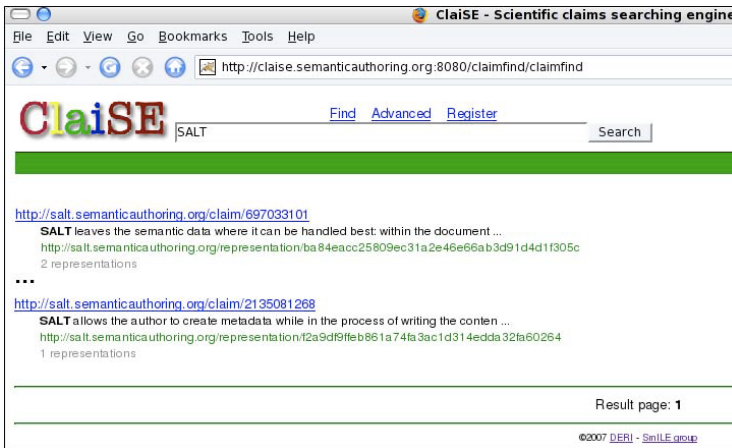 ClaiSE - Scientific claims searching engine
File Edit View Go Bookmarks Tools Help
http://claise.semanticauthoring.org:8080/claimfind/claimfind
ClaiSE
Find Advanced Register
SALT Search
http://salt.semanticauthoring.org/claim/697033101
SALT leaves the semantic data where it can be handled best: within the document ...
http://salt.semanticauthoring.org/representation/ba84eacc25809ec31a2e46e66ab3d91d4d1f305c
2 representations
...
http://salt.semanticauthoring.org/claim/2135081268
SALT allows the author to create metadata while in the process of writing the conten ...
http://salt.semanticauthoring.org/representation/f2a9df9ffeb861a74fa3ac1d314edda32fa60264
1 representations
Result page: 1
©2007 DERI - SmILE group